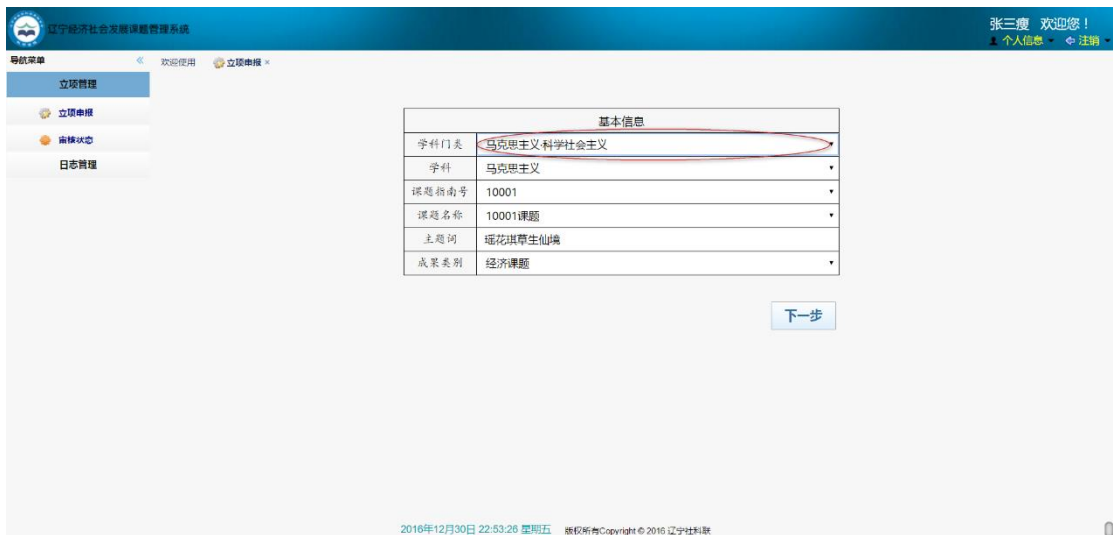 辽宁经济社会发展课题管理系统
张三瘦 欢迎您！
个人信息 注销
导航菜单 « 欢迎使用 立项申报 ×
立项管理
立项申报
审核状态
日志管理
基本信息
学科门类 马克思主义·科学社会主义
学科 马克思主义
课题指南号 10001
课题名称 10001课题
主题词 瑶花琪草生仙境
成果类别 经济课题
下一步
2016年12月30日 22:53:26 星期五 版权所有Copyright © 2016 辽宁社科联